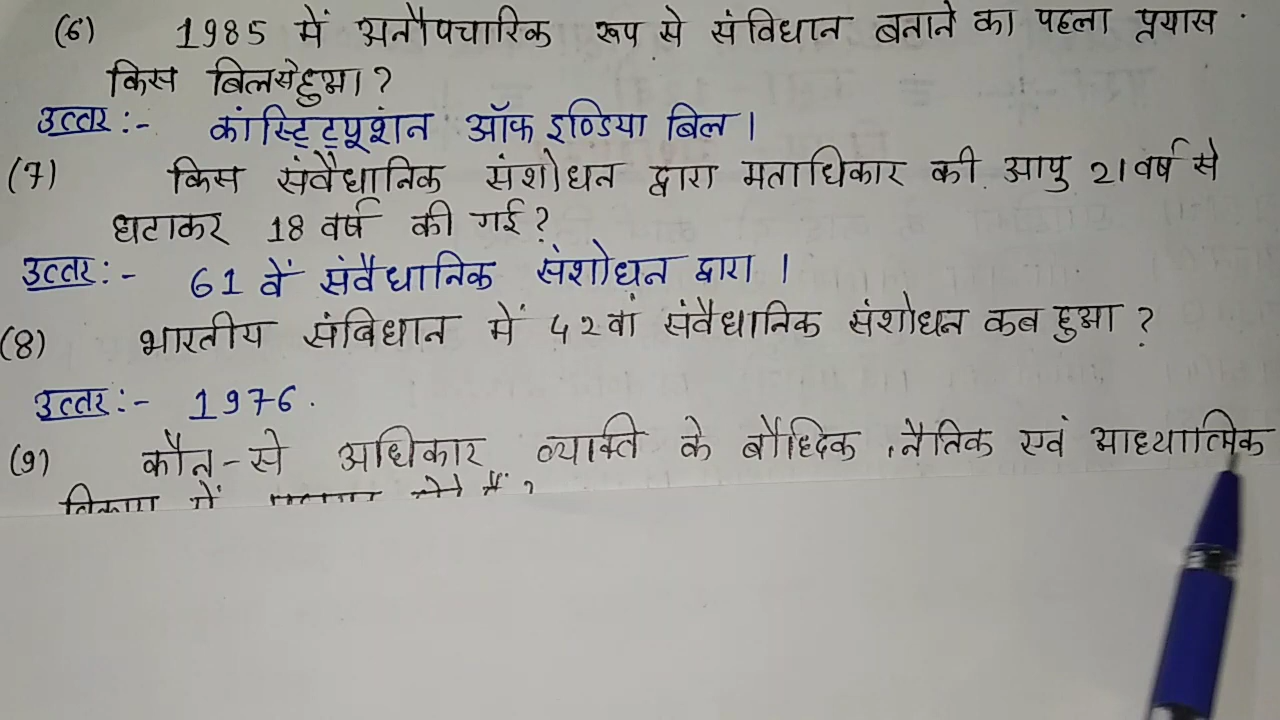 (6) 1985 में अनौपचारिक रूप से संविधान बनाने का पहला प्रयास
किस बिल से हुआ ?
उत्तर :- कांस्टिट्यूशन ऑफ इण्डिया बिल ।
(7) किस संवैधानिक संशोधन द्वारा मताधिकार की आयु 21 वर्ष से
घटाकर 18 वर्ष की गई ?
उत्तर :- 61 वें संवैधानिक संशोधन द्वारा ।
(8) भारतीय संविधान में 42वां संवैधानिक संशोधन कब हुआ ?
उत्तर :- 1976.
(9) कौन-से अधिकार व्यक्ति के बौध्दिक , नैतिक एवं आध्यात्मिक
विकास में